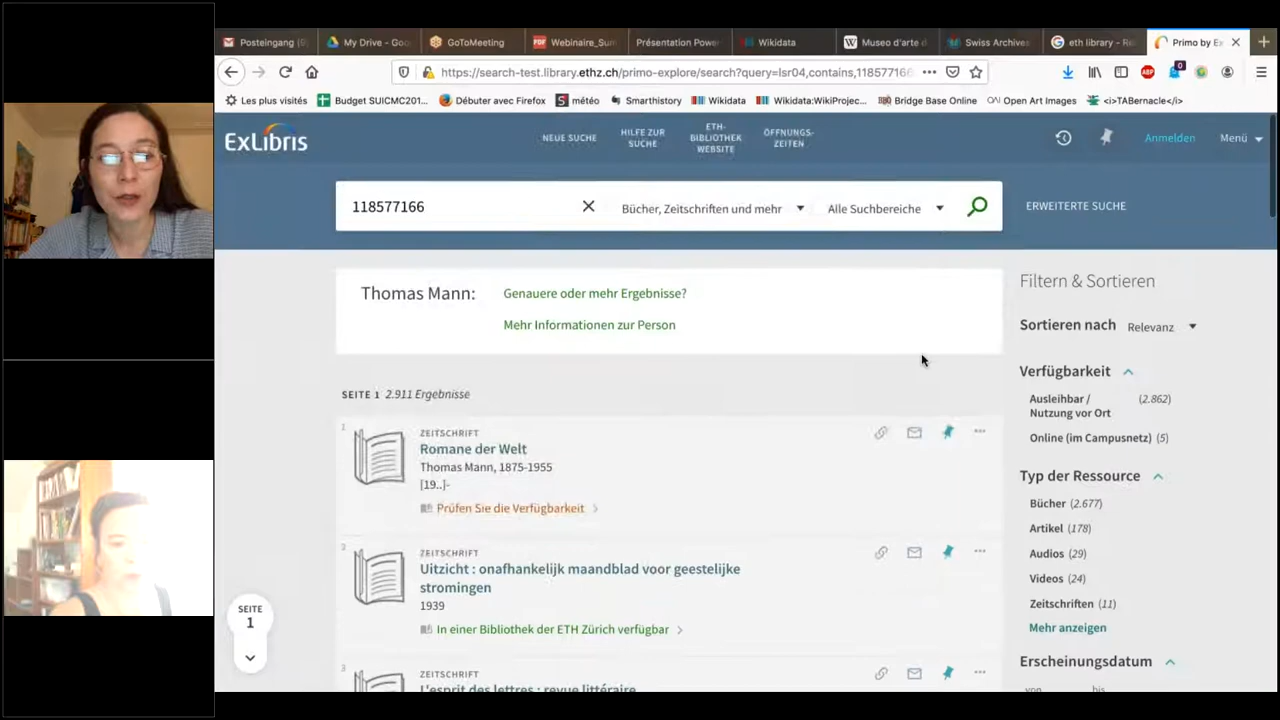 Posteingang (9
My Drive - Goo
GoToMeeting
Webinaire_Sum
Présentation Powe
Wikidata
Museo d'arte d
Swiss Archives
eth library - Re
Primo by Ex
https://search-test.library.ethz.ch/primo-explore/search?query=lsr04,contains,118577166
Les plus visités
Budget SUICMC201...
Débuter avec Firefox
météo
Smarthistory
Wikidata
Wikidata:WikiProjec...
Bridge Base Online
Open Art Images
<i>TABernacle</i>
ExLibris
NEUE SUCHE
HILFE ZUR
SUCHE
ETH-
BIBLIOTHEK
WEBSITE
ÖFFNUNGS-
ZEITEN
Anmelden
Menü
118577166
Bücher, Zeitschriften und mehr
Alle Suchbereiche
ERWEITERTE SUCHE
Thomas Mann:
Genauere oder mehr Ergebnisse?
Mehr Informationen zur Person
SEITE 1 2.911 Ergebnisse
1
ZEITSCHRIFT
Romane der Welt
Thomas Mann, 1875-1955
[19..]-
Prüfen Sie die Verfügbarkeit
2
ZEITSCHRIFT
Uitzicht : onafhankelijk maandblad voor geestelijke
stromingen
1939
In einer Bibliothek der ETH Zürich verfügbar
3
ZEITSCHRIFT
L'esprit des lettres : revue littéraire
SEITE
1
Filtern & Sortieren
Sortieren nach Relevanz
Verfügbarkeit
Ausleihbar /
Nutzung vor Ort (2.862)
Online (im Campusnetz) (5)
Typ der Ressource
Bücher (2.677)
Artikel (178)
Audios (29)
Videos (24)
Zeitschriften (11)
Mehr anzeigen
Erscheinungsdatum
von bis